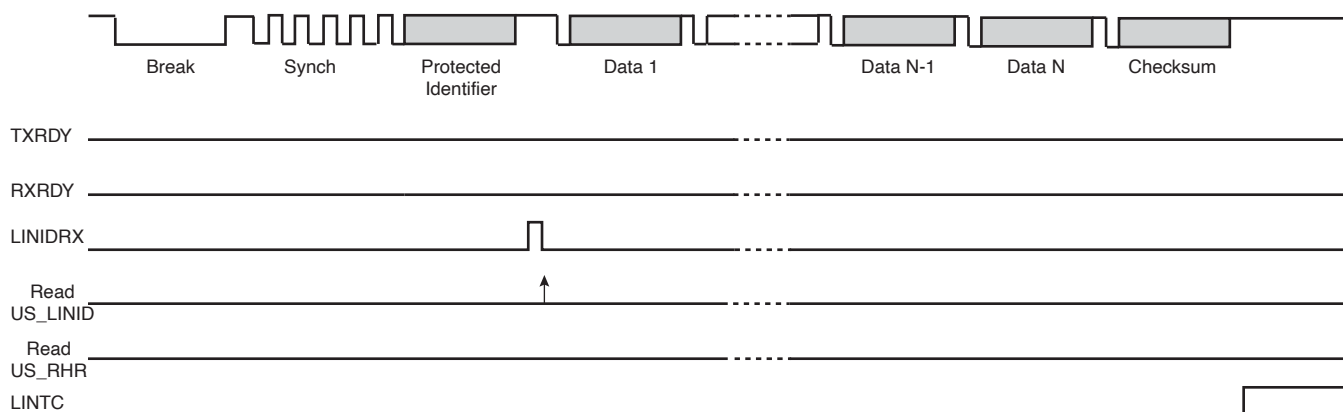 Break
Synch
Protected
Identifier
Data 1
Data N-1
Data N
Checksum
TXRDY
RXRDY
LINIDRX
Read
US_LINID
Read
US_RHR
LINTC